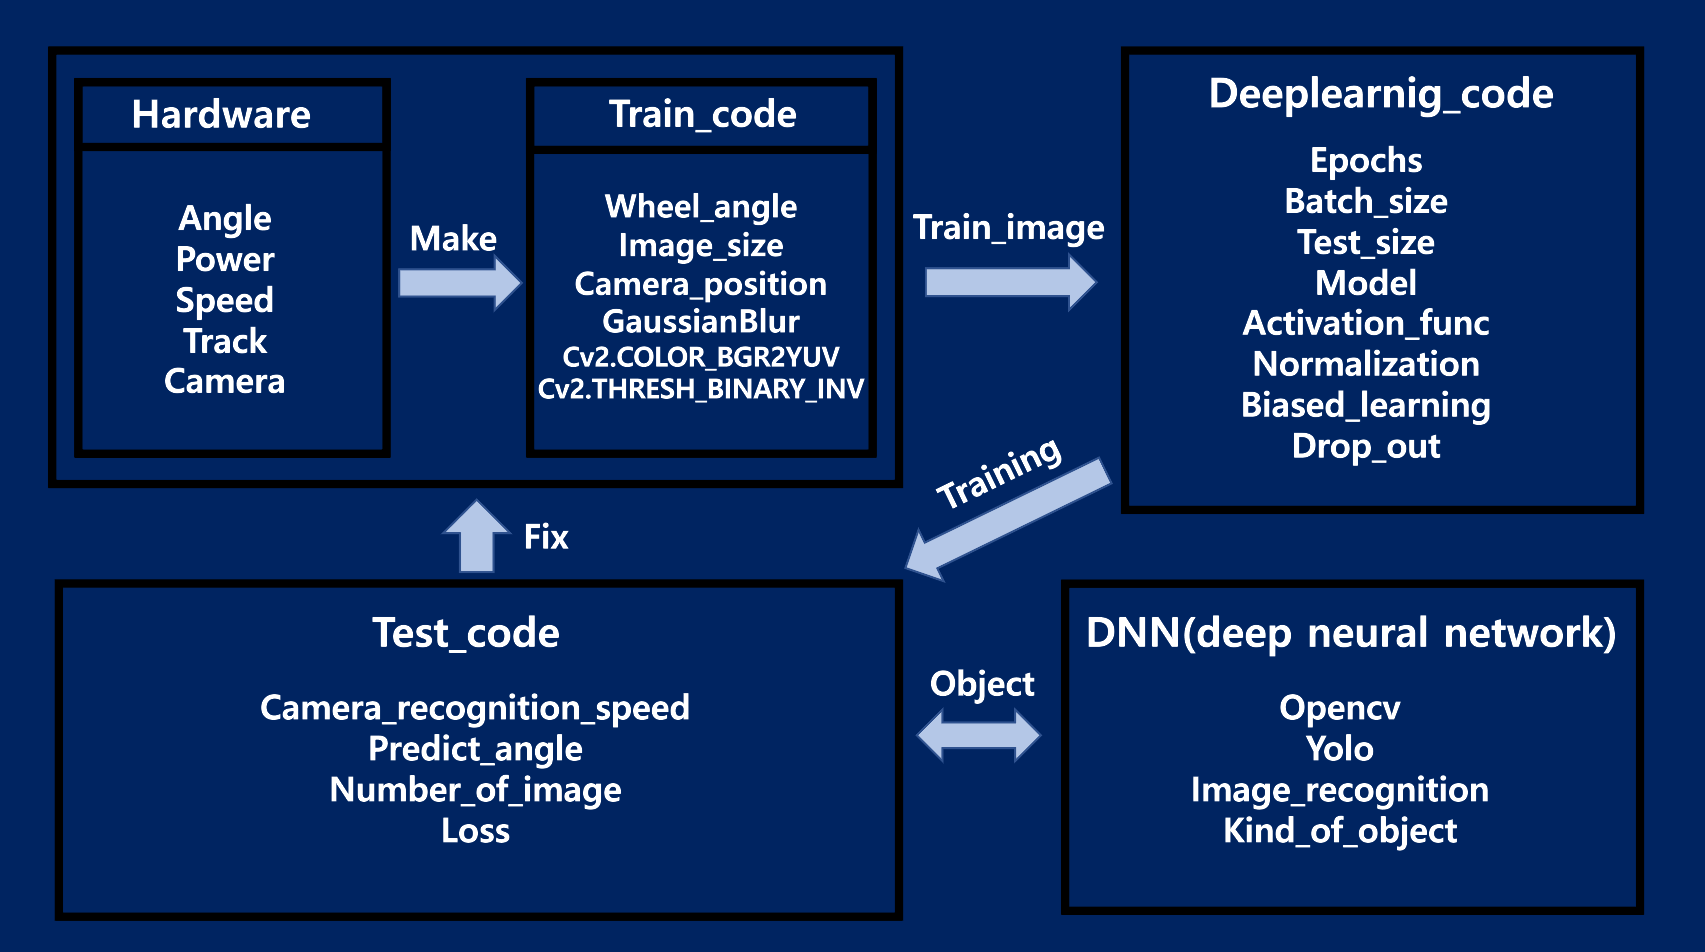 Hardware
Angle
Power
Speed
Track
Camera
Make
Train_code
Wheel_angle
Image_size
Camera_position
GaussianBlur
Cv2.COLOR_BGR2YUV
Cv2.THRESH_BINARY_INV
Train_image
Deeplearnig_code
Epochs
Batch_size
Test_size
Model
Activation_func
Normalization
Biased_learning
Drop_out
Training
Fix
Test_code
Camera_recognition_speed
Predict_angle
Number_of_image
Loss
Object
DNN(deep neural network)
Opencv
Yolo
Image_recognition
Kind_of_object